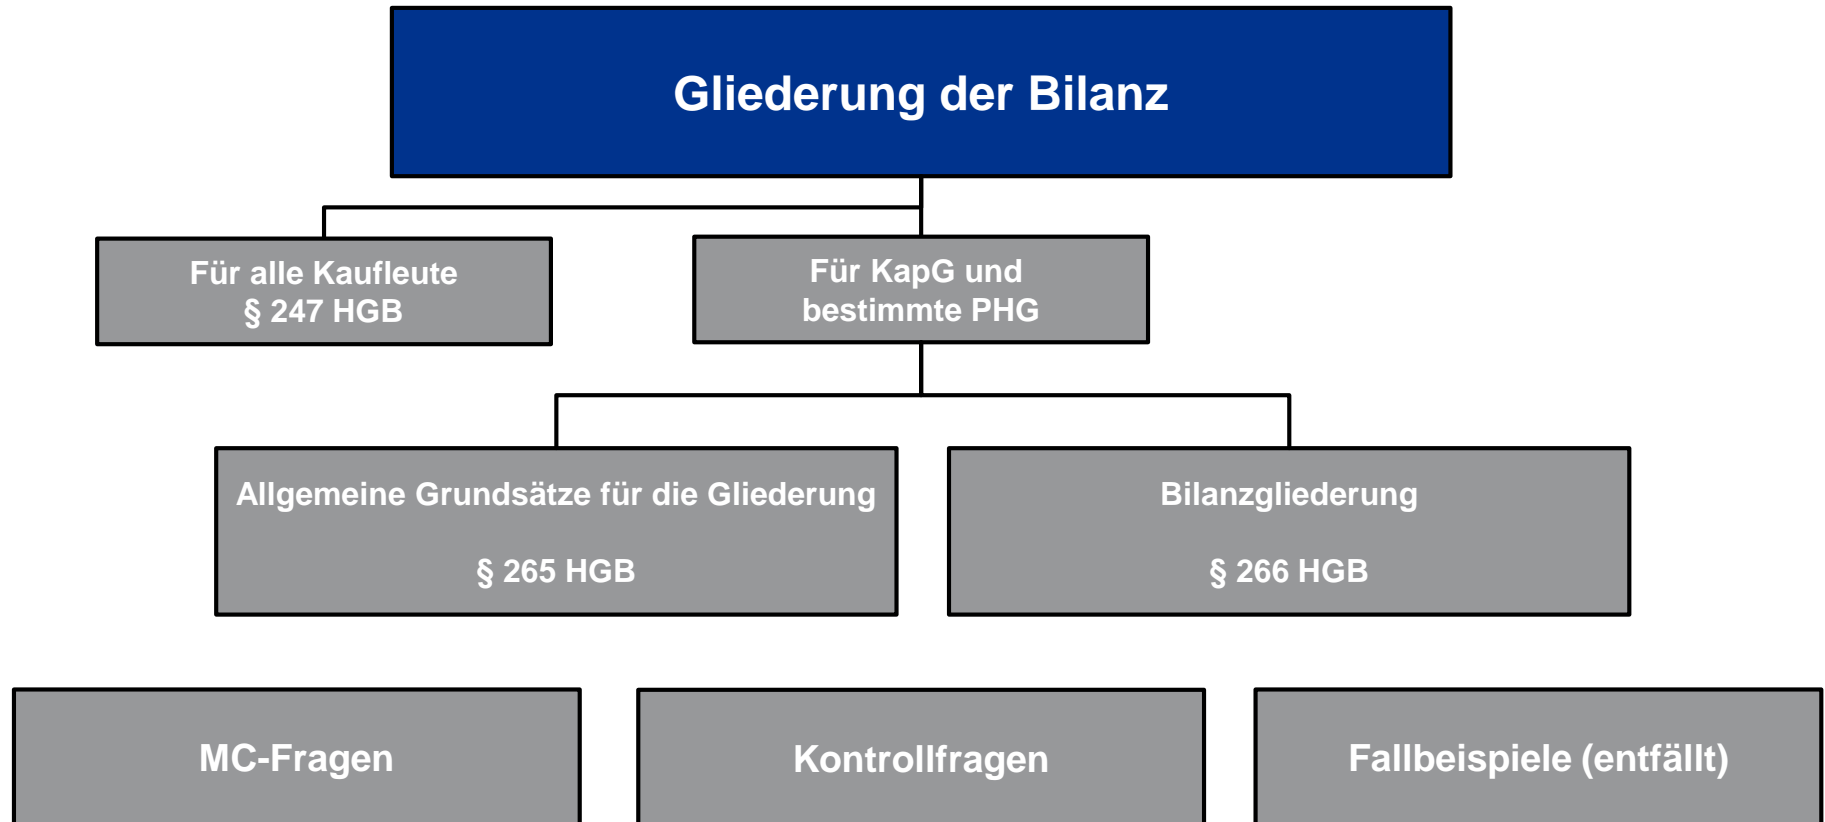 Gliederung der Bilanz
Für alle Kaufleute
§ 247 HGB
Für KapG und
bestimmte PHG
Allgemeine Grundsätze für die Gliederung
§ 265 HGB
Bilanzgliederung
§ 266 HGB
MC-Fragen
Kontrollfragen
Fallbeispiele (entfällt)